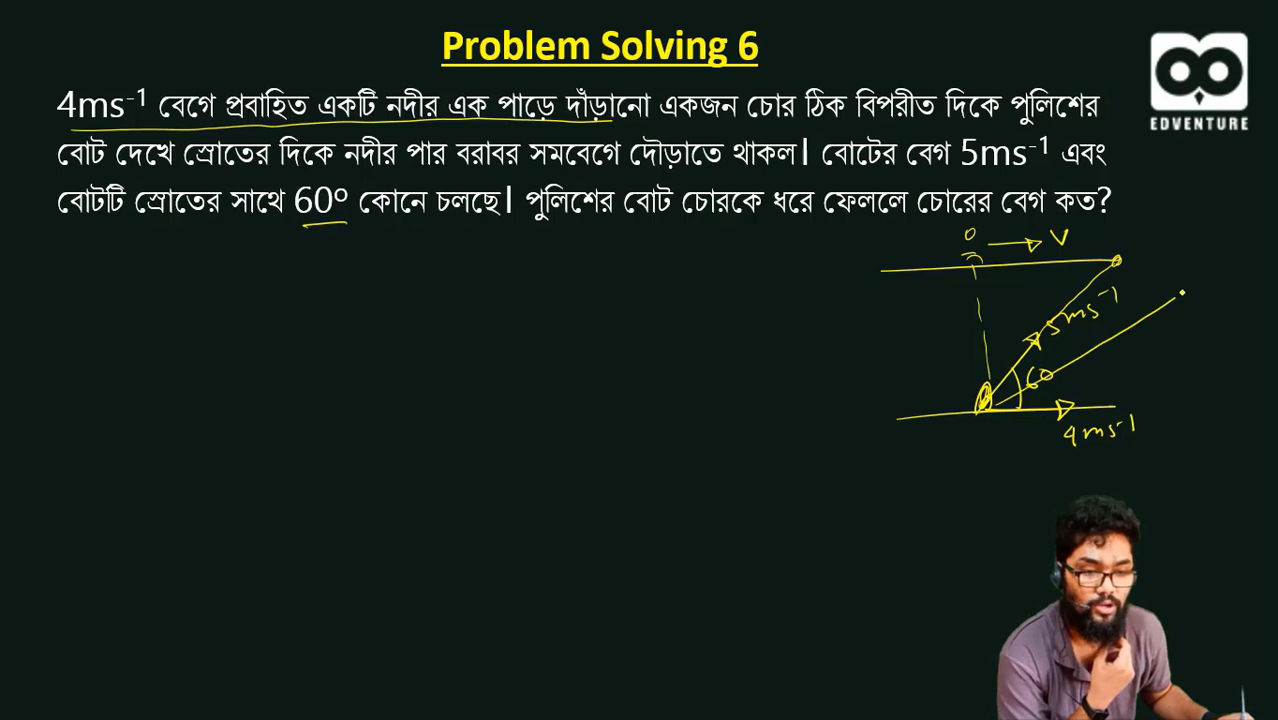 Problem Solving 6
EDVENTURE
4ms⁻¹ বেগে প্রবাহিত একটি নদীর এক পাড়ে দাঁড়ানো একজন চোর ঠিক বিপরীত দিকে পুলিশের
বোট দেখে স্রোতের দিকে নদীর পার বরাবর সমবেগে দৌড়াতে থাকল। বোটের বেগ 5ms⁻¹ এবং
বোটটি স্রোতের সাথে 60º কোনে চলছে। পুলিশের বোট চোরকে ধরে ফেললে চোরের বেগ কত?
V
5ms⁻¹
60
4ms⁻¹